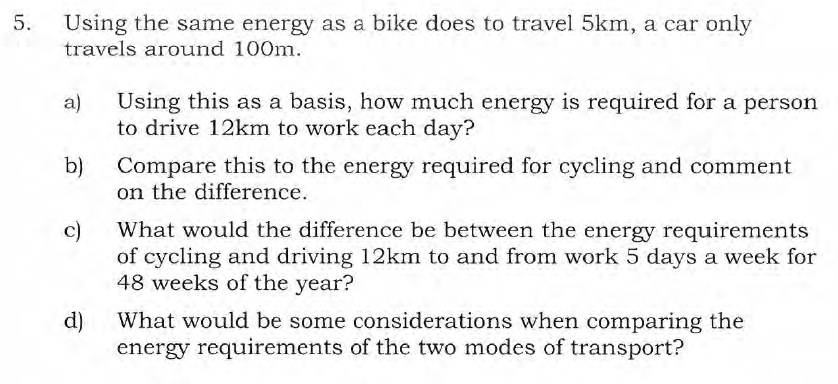 5. Using the same energy as a bike does to travel 5km, a car only
travels around 100m.
a) Using this as a basis, how much energy is required for a person
to drive 12km to work each day?
b) Compare this to the energy required for cycling and comment
on the difference.
c) What would the difference be between the energy requirements
of cycling and driving 12km to and from work 5 days a week for
48 weeks of the year?
d) What would be some considerations when comparing the
energy requirements of the two modes of transport?